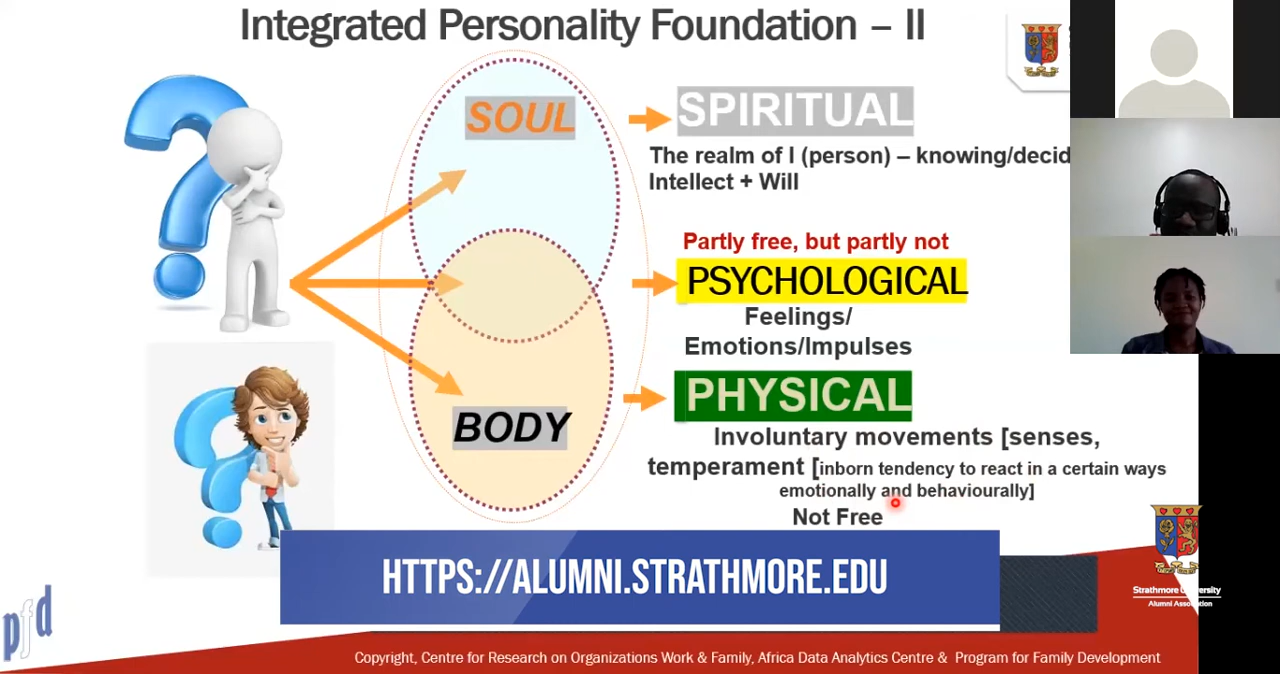 Integrated Personality Foundation – II
SOUL
SPIRITUAL
The realm of I (person) – knowing/decid
Intellect + Will
Partly free, but partly not
PSYCHOLOGICAL
Feelings/
Emotions/Impulses
BODY
PHYSICAL
Involuntary movements [senses,
temperament [inborn tendency to react in a certain ways
emotionally and behaviourally]
Not Free
HTTPS://ALUMNI.STRATHMORE.EDU
Strathmore University
Alumni Association
pfd
Copyright, Centre for Research on Organizations Work & Family, Africa Data Analytics Centre & Program for Family Development